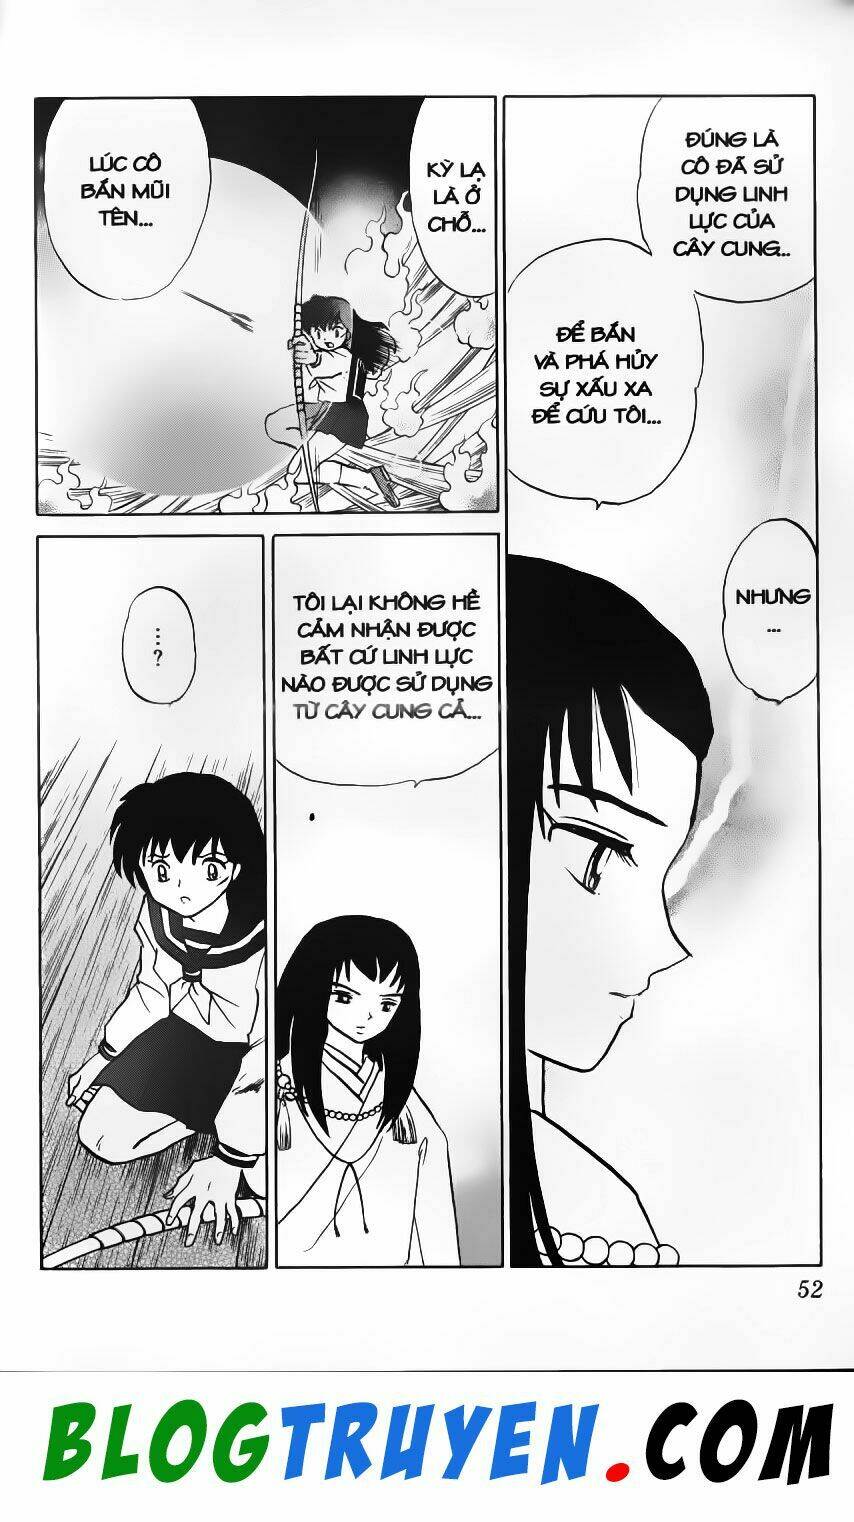 ĐÚNG LÀ
CÔ ĐÃ SỬ
DỤNG LINH
LỰC CỦA
CÂY CUNG...
ĐỂ BẮN
VÀ PHÁ HỦY
SỰ XẤU XA
ĐỂ CỨU TÔI...
NHƯNG
...
KỲ LẠ
LÀ Ở
CHỖ...
LÚC CÔ
BẮN MŨI
TÊN...
TÔI LẠI KHÔNG HỀ
CẢM NHẬN ĐƯỢC
BẤT CỨ LINH LỰC
NÀO ĐƯỢC SỬ DỤNG
TỪ CÂY CUNG CẢ...
...
?
52
BLOGTRUYEN.COM